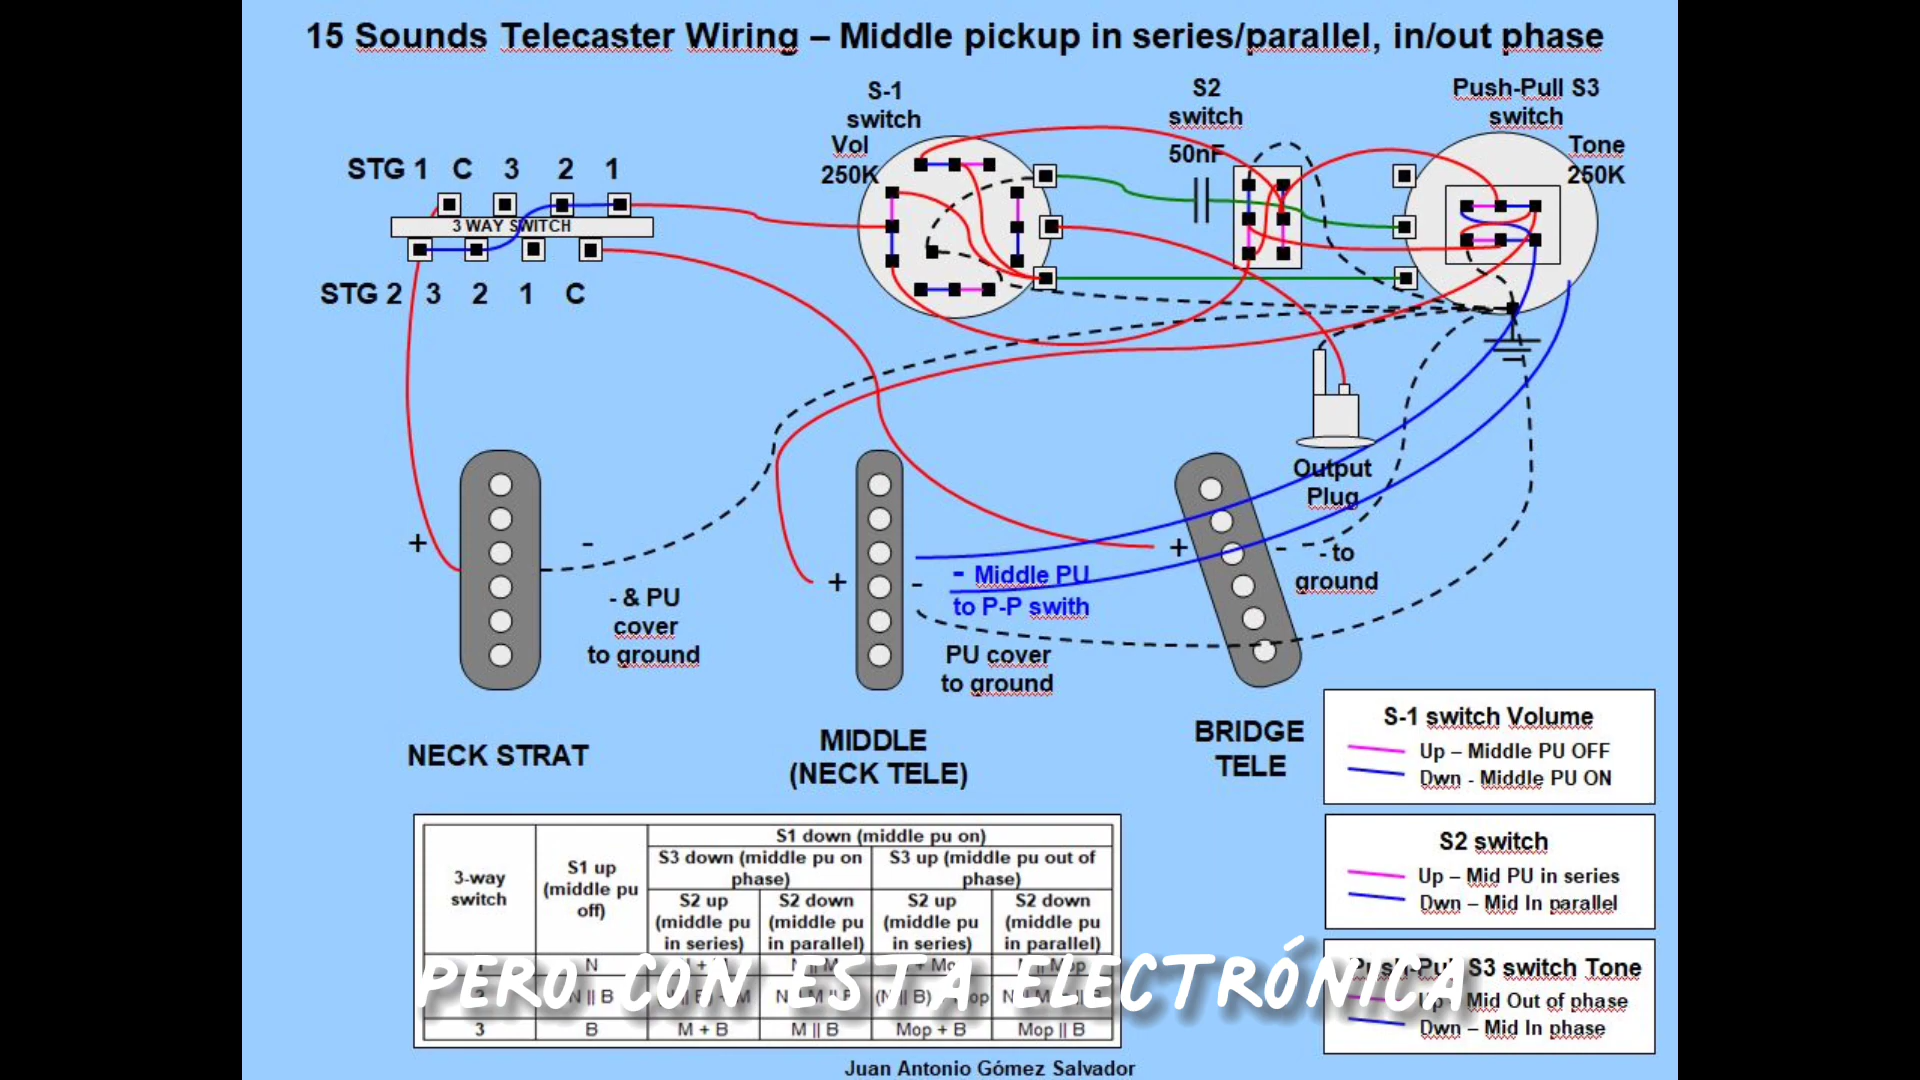 15 Sounds Telecaster Wiring – Middle pickup in series/parallel, in/out phase
S-1
switch
Vol
250K
S2
switch
50nF
Push-Pull S3
switch
Tone
250K
STG 1 C 3 2 1
3 WAY SWITCH
STG 2 3 2 1 C
Output
Plug
+
-
- & PU
cover
to ground
+
-
- Middle PU
to P-P swith
PU cover
to ground
+
-
- to
ground
NECK STRAT
MIDDLE
(NECK TELE)
BRIDGE
TELE
S-1 switch Volume
Up – Middle PU OFF
Dwn - Middle PU ON
S2 switch
Up – Mid PU in series
Dwn – Mid In parallel
S3 switch Tone
Up – Mid Out of phase
Dwn – Mid In phase
3-way
switch
S1 up
(middle pu
off)
S1 down (middle pu on)
S3 down (middle pu on
phase)
S3 up (middle pu out of
phase)
S2 up
(middle pu
in series)
S2 down
(middle pu
in parallel)
S2 up
(middle pu
in series)
S2 down
(middle pu
in parallel)
N
N || B
3 B M + B M || B Mop + B Mop || B
PERO CON ESTA ELECTRÓNICA
Juan Antonio Gómez Salvador